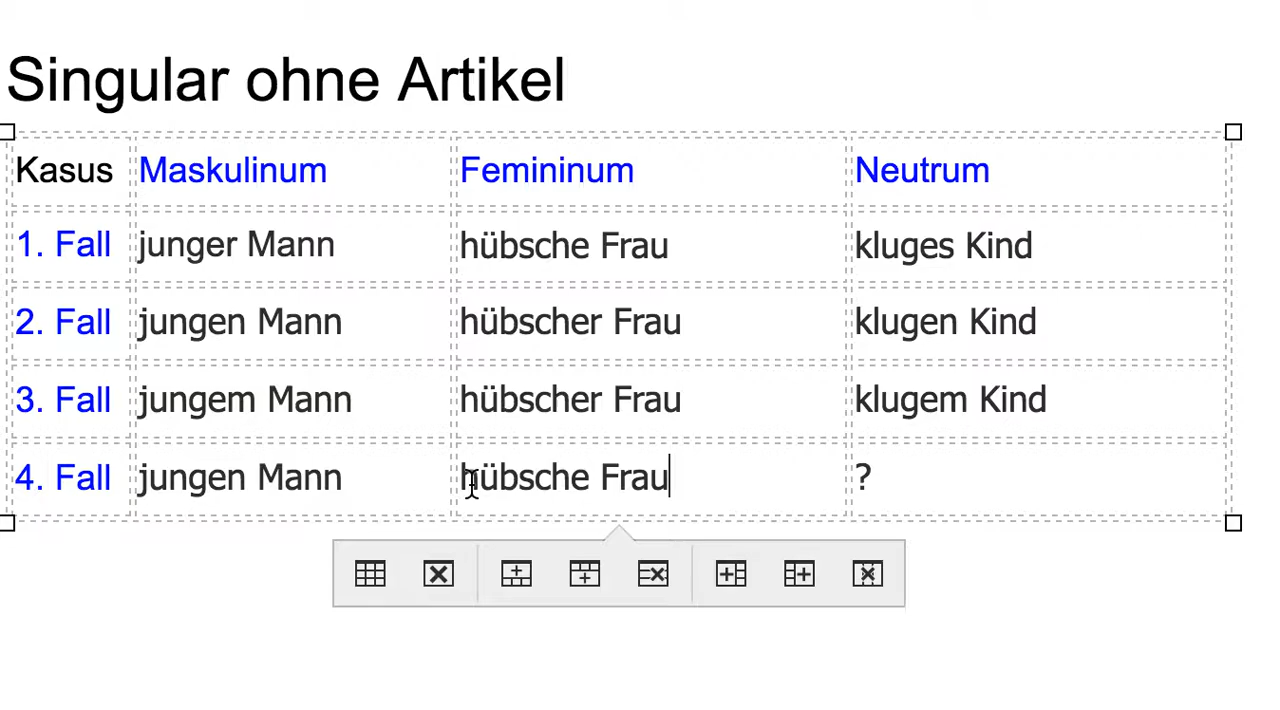 Singular ohne Artikel
Kasus Maskulinum Femininum Neutrum
1. Fall junger Mann hübsche Frau kluges Kind
2. Fall jungen Mann hübscher Frau klugen Kind
3. Fall jungem Mann hübscher Frau klugem Kind
4. Fall jungen Mann hübsche Frau ?